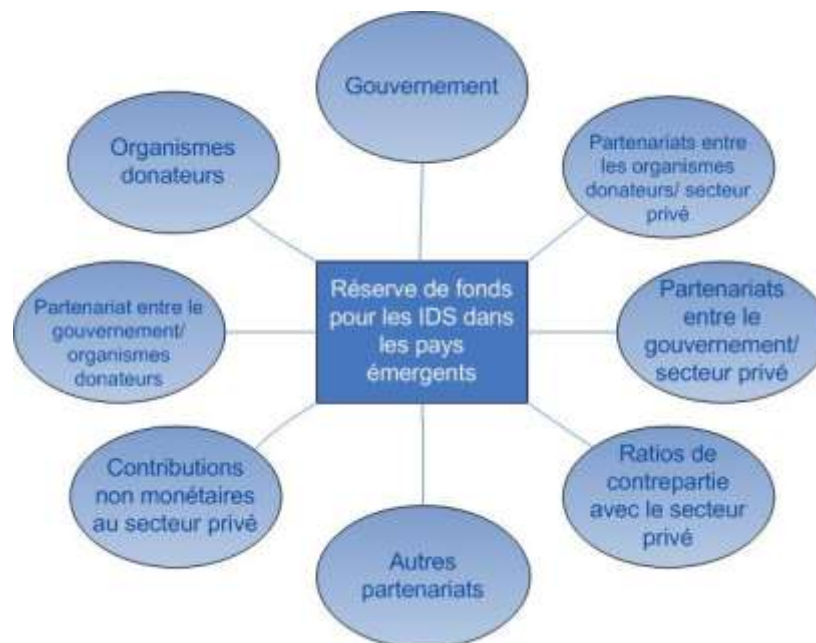 Gouvernement
Organismes
donateurs
Partenariats entre
les organismes
donateurs/ secteur
privé
Partenariat entre le
gouvernement/
organismes
donateurs
Réserve de fonds
pour les IDS dans
les pays
émergents
Partenariats
entre le
gouvernement/
secteur privé
Contributions
non monétaires
au secteur privé
Ratios de
contrepartie
avec le secteur
privé
Autres
partenariats